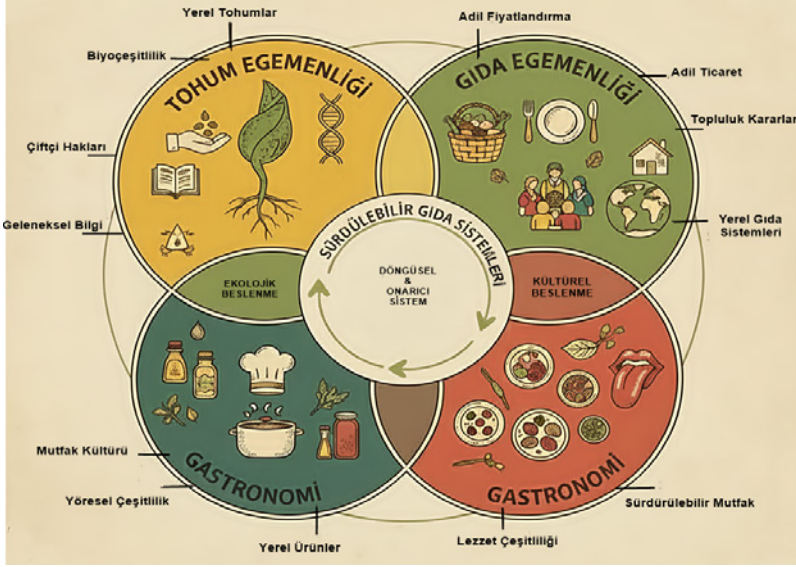 Yerel Tohumlar
Adil Fiyatlandırma
Biyoçeşitlilik
TOHUM EGEMENLİĞİ
GIDA EGEMENLİĞİ
Adil Ticaret
Topluluk Kararlar
Çiftçi Hakları
Geleneksel Bilgi
Yerel Gıda
Sistemleri
SÜRDÜLEBİLİR GIDA SİSTEMLERİ
DÖNGÜSEL
&
ONARICI
SİSTEM
EKOLOJİK
BESLENME
KÜLTÜREL
BESLENME
Mutfak Kültürü
GASTRONOMİ
GASTRONOMİ
Yöresel Çeşitlilik
Sürdürülebilir Mutfak
Yerel Ürünler
Lezzet Çeşitliliği